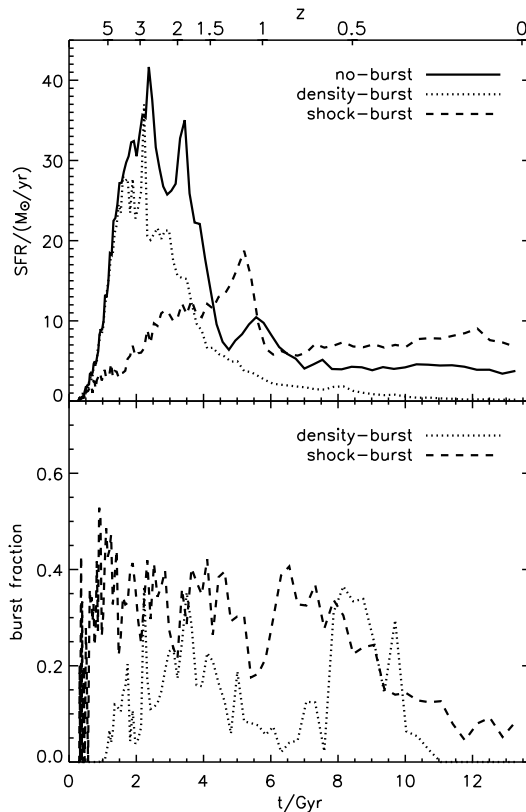 z
5 3 2 1.5 1 0.5 0
40
30
20
10
0
SFR/(M⊙/yr)
no-burst
density-burst
shock-burst
0.6
0.4
0.2
0.0
burst fraction
density-burst
shock-burst
0 2 4 6 8 10 12
t/Gyr